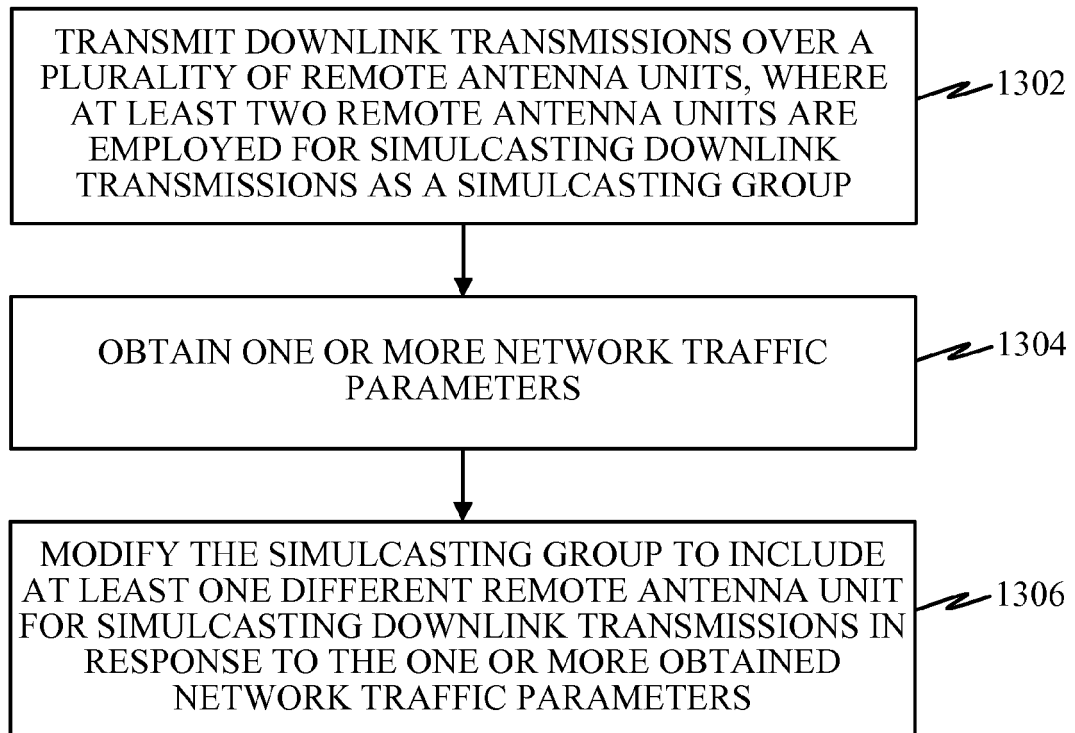 TRANSMIT DOWNLINK TRANSMISSIONS OVER A
PLURALITY OF REMOTE ANTENNA UNITS, WHERE
AT LEAST TWO REMOTE ANTENNA UNITS ARE
EMPLOYED FOR SIMULCASTING DOWNLINK
TRANSMISSIONS AS A SIMULCASTING GROUP
1302
OBTAIN ONE OR MORE NETWORK TRAFFIC
PARAMETERS
1304
MODIFY THE SIMULCASTING GROUP TO INCLUDE
AT LEAST ONE DIFFERENT REMOTE ANTENNA UNIT
FOR SIMULCASTING DOWNLINK TRANSMISSIONS IN
RESPONSE TO THE ONE OR MORE OBTAINED
NETWORK TRAFFIC PARAMETERS
1306